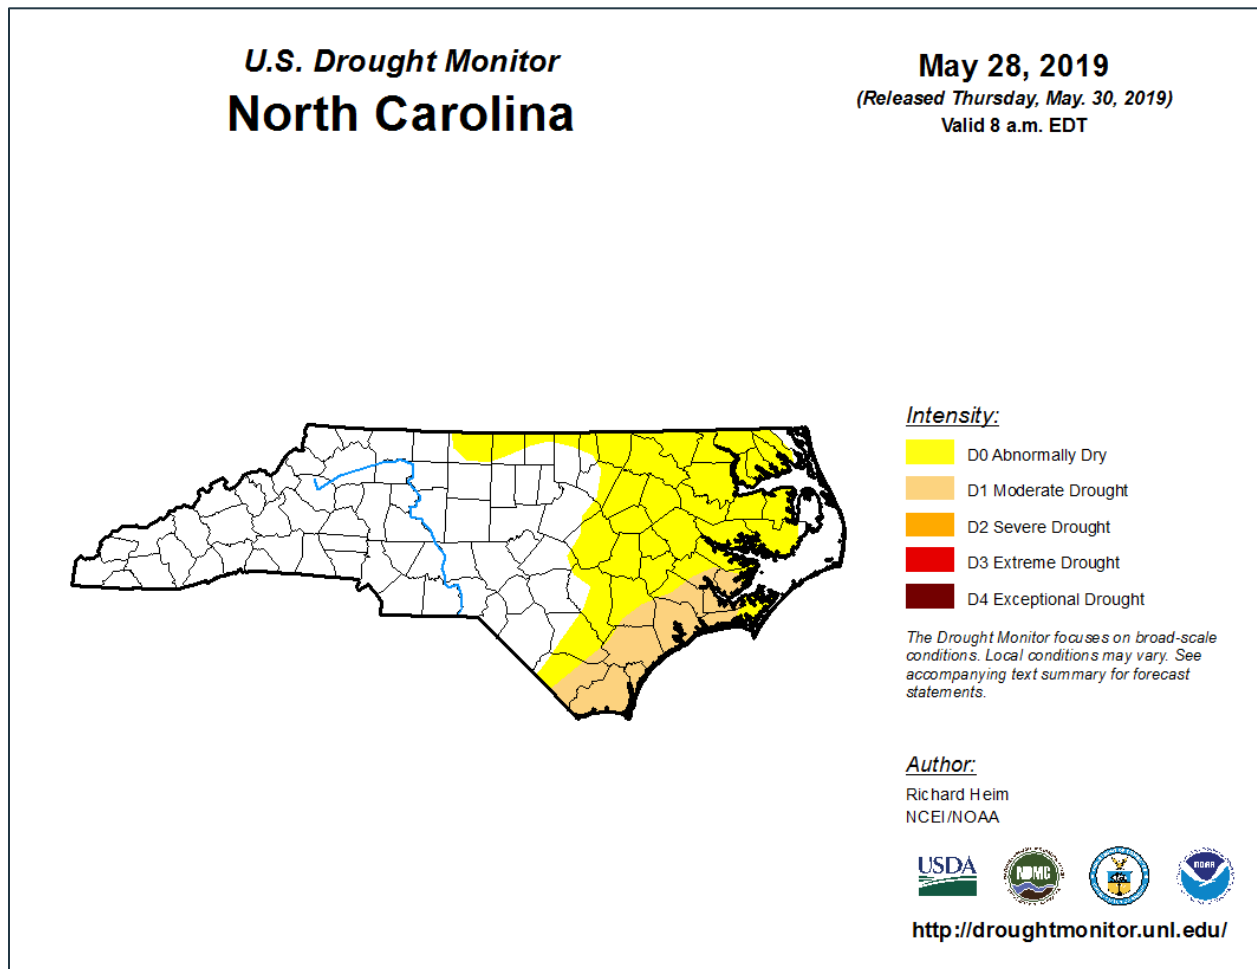 U.S. Drought Monitor
North Carolina
May 28, 2019
(Released Thursday, May. 30, 2019)
Valid 8 a.m. EDT
Intensity:
D0 Abnormally Dry
D1 Moderate Drought
D2 Severe Drought
D3 Extreme Drought
D4 Exceptional Drought
The Drought Monitor focuses on broad-scale
conditions. Local conditions may vary. See
accompanying text summary for forecast
statements.
Author:
Richard Heim
NCEI/NOAA
USDA
NDMC
NOAA
http://droughtmonitor.unl.edu/